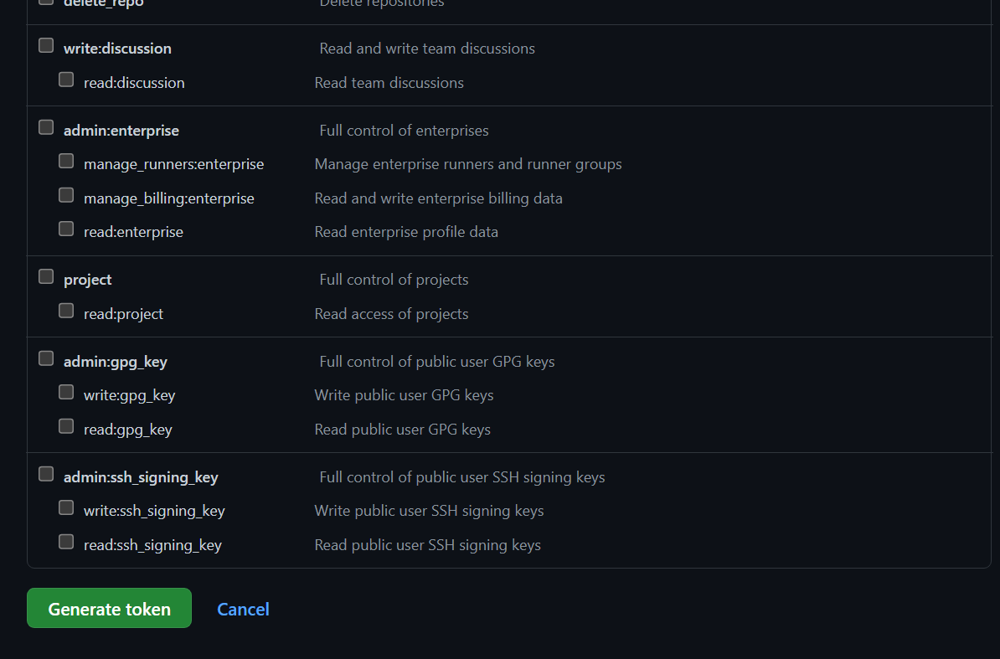 delete_repo Delete repositories
write:discussion Read and write team discussions
read:discussion Read team discussions
admin:enterprise Full control of enterprises
manage_runners:enterprise Manage enterprise runners and runner groups
manage_billing:enterprise Read and write enterprise billing data
read:enterprise Read enterprise profile data
project Full control of projects
read:project Read access of projects
admin:gpg_key Full control of public user GPG keys
write:gpg_key Write public user GPG keys
read:gpg_key Read public user GPG keys
admin:ssh_signing_key Full control of public user SSH signing keys
write:ssh_signing_key Write public user SSH signing keys
read:ssh_signing_key Read public user SSH signing keys
Generate token Cancel